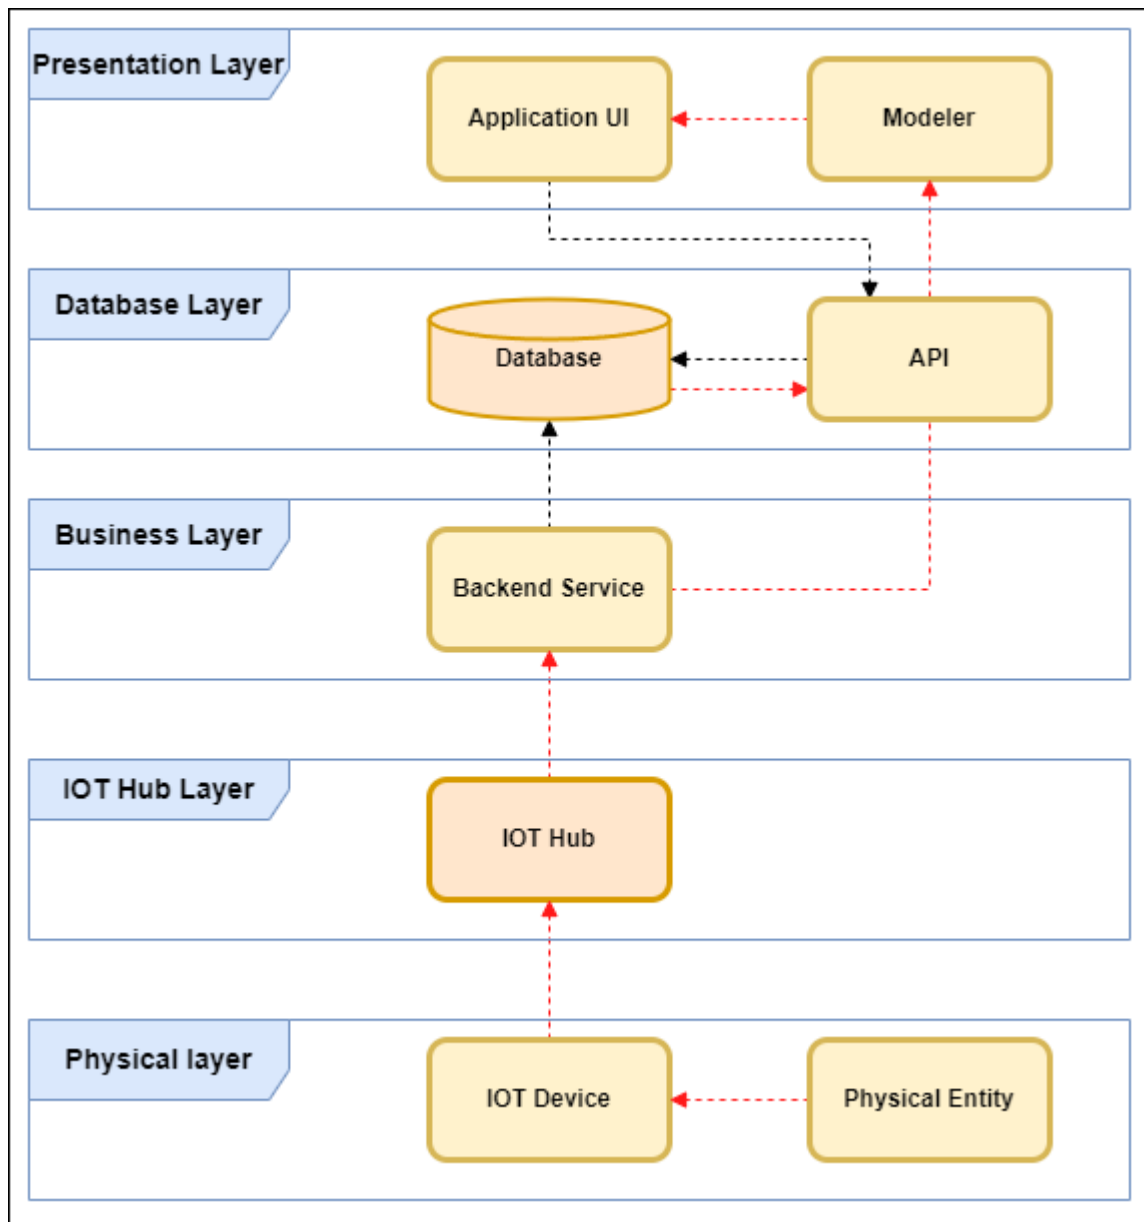 Presentation Layer
Application UI
Modeler
Database Layer
Database
API
Business Layer
Backend Service
IOT Hub Layer
IOT Hub
Physical layer
IOT Device
Physical Entity